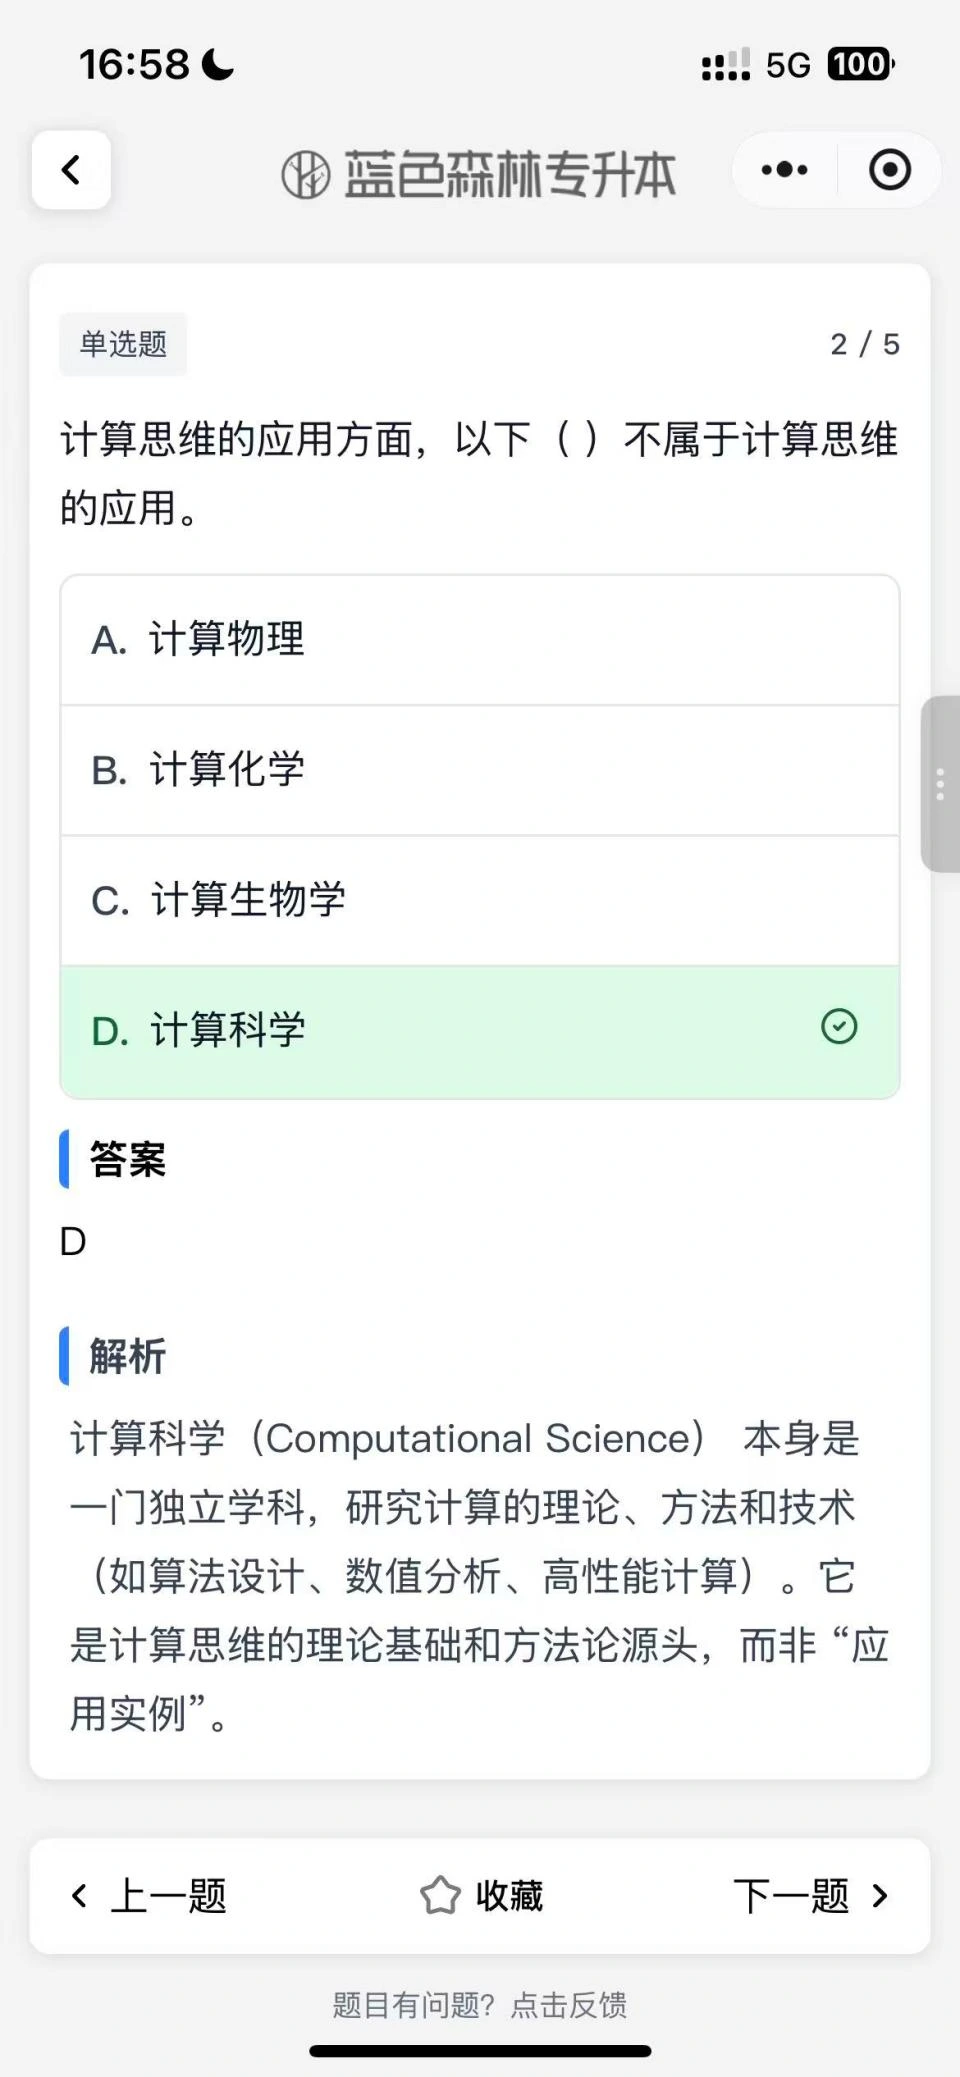 16:58
5G 100
蓝色森林专升本
单选题
2 / 5
计算思维的应用方面，以下（ ）不属于计算思维
的应用。
A. 计算物理
B. 计算化学
C. 计算生物学
D. 计算科学
答案
D
解析
计算科学（Computational Science） 本身是
一门独立学科，研究计算的理论、方法和技术
（如算法设计、数值分析、高性能计算）。它
是计算思维的理论基础和方法论源头，而非“应
用实例”。
上一题
收藏
下一题
题目有问题？点击反馈